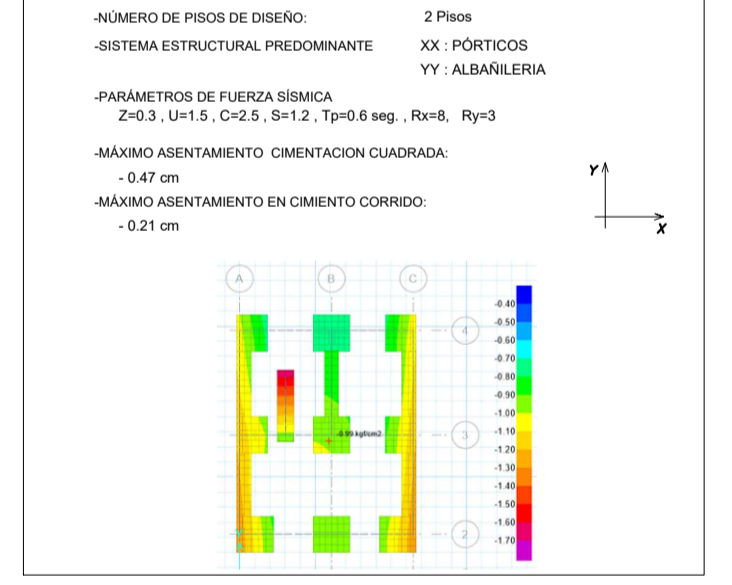 -NÚMERO DE PISOS DE DISEÑO: 2 Pisos
-SISTEMA ESTRUCTURAL PREDOMINANTE XX : PÓRTICOS
YY : ALBAÑILERIA
-PARÁMETROS DE FUERZA SÍSMICA
Z=0.3 , U=1.5 , C=2.5 , S=1.2 , Tp=0.6 seg. , Rx=8, Ry=3
-MÁXIMO ASENTAMIENTO CIMENTACION CUADRADA:
- 0.47 cm
-MÁXIMO ASENTAMIENTO EN CIMIENTO CORRIDO:
- 0.21 cm
Y
X
A B C
4
3
2
-0.99 kgf/cm2
-0.40
-0.50
-0.60
-0.70
-0.80
-0.90
-1.00
-1.10
-1.20
-1.30
-1.40
-1.50
-1.60
-1.70